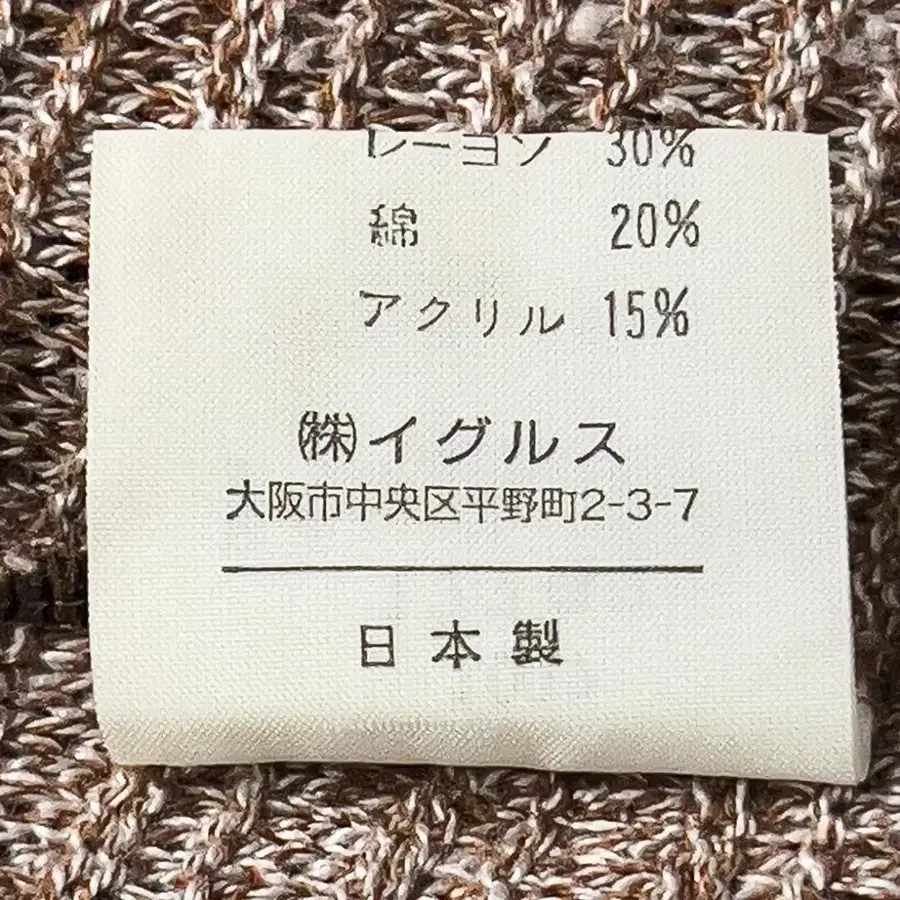 レーヨン 30%
綿 20%
アクリル 15%
㈱イグルス
大阪市中央区平野町2-3-7
日本製